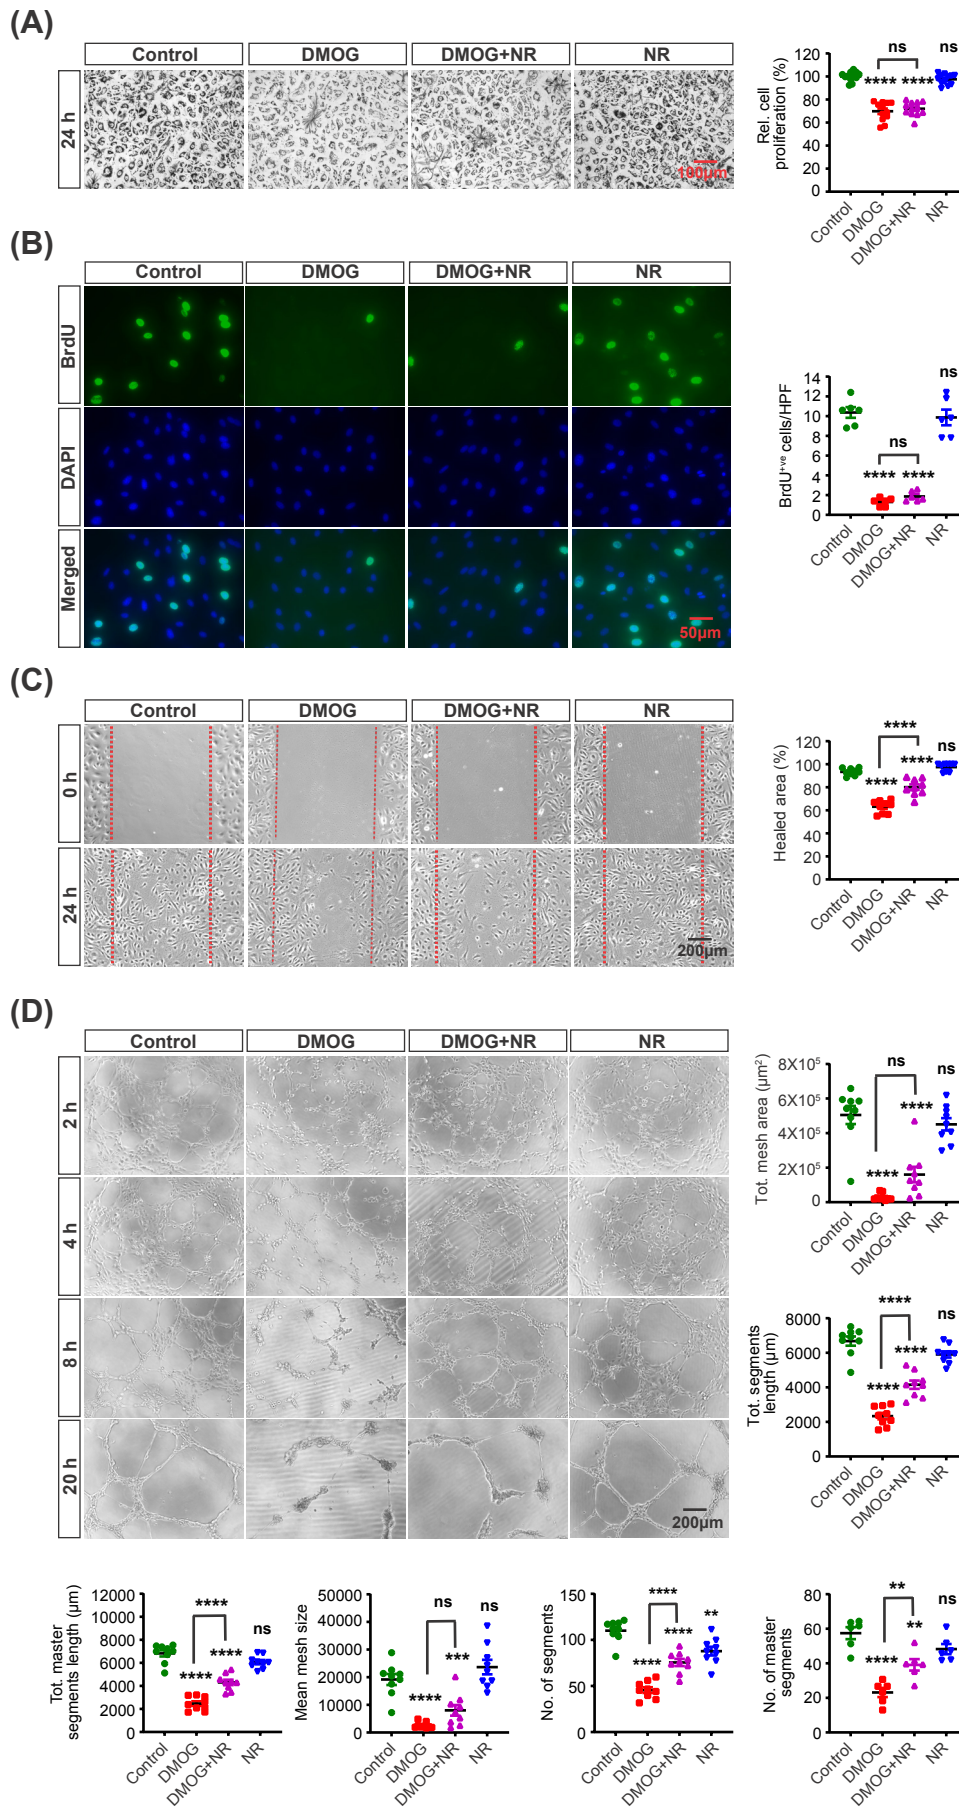 (A)
Control DMOG DMOG+NR NR
24 h
100µm
Rel. cell
proliferation (%)
120
100
80
60
40
20
0
ns
ns
**** ****
Control DMOG DMOG+NR NR
(B)
Control DMOG DMOG+NR NR
BrdU
DAPI
Merged
50µm
BrdU+ve cells/HPF
14
12
10
8
6
4
2
0
ns
ns
**** ****
Control DMOG DMOG+NR NR
(C)
Control DMOG DMOG+NR NR
0 h
24 h
200µm
Healed area (%)
120
100
80
60
40
20
0
****
ns
****
****
Control DMOG DMOG+NR NR
(D)
Control DMOG DMOG+NR NR
2 h
4 h
8 h
20 h
200µm
Tot. mesh area (µm²)
8X10⁵
6X10⁵
4X10⁵
2X10⁵
0
ns
ns
****
****
Control DMOG DMOG+NR NR
Tot. segments
length (µm)
8000
6000
4000
2000
0
****
ns
****
****
Control DMOG DMOG+NR NR
Tot. master
segments length (µm)
12000
10000
8000
6000
4000
2000
0
****
ns
****
****
Control DMOG DMOG+NR NR
Mean mesh size
50000
40000
30000
20000
10000
0
ns
ns
***
****
Control DMOG DMOG+NR NR
No. of segments
150
100
50
0
****
**
****
****
Control DMOG DMOG+NR NR
No. of master
segments
80
60
40
20
0
**
ns
**
****
Control DMOG DMOG+NR NR